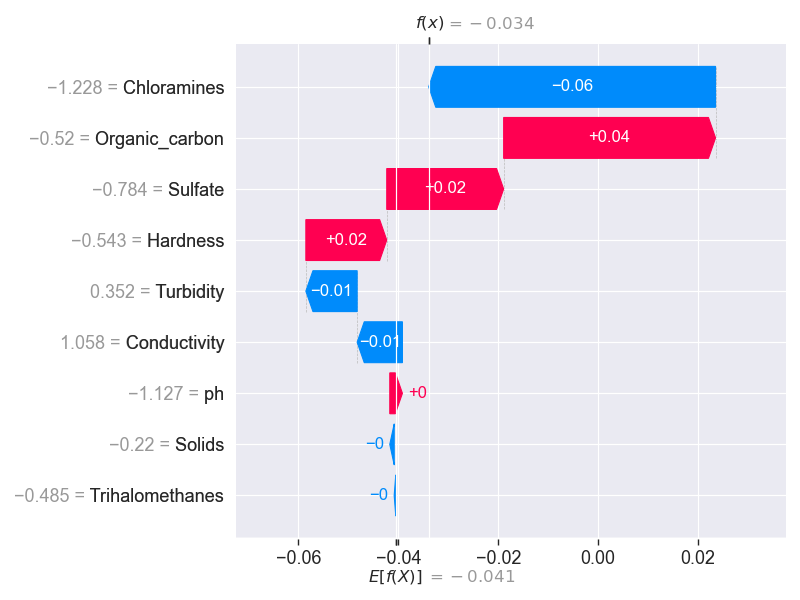 f(x) = −0.034
−1.228 = Chloramines −0.06
−0.52 = Organic_carbon +0.04
−0.784 = Sulfate +0.02
−0.543 = Hardness +0.02
0.352 = Turbidity −0.01
1.058 = Conductivity −0.01
−1.127 = ph +0
−0.22 = Solids −0
−0.485 = Trihalomethanes −0
−0.06 −0.04 −0.02 0.00 0.02
E[f(X)] = −0.041